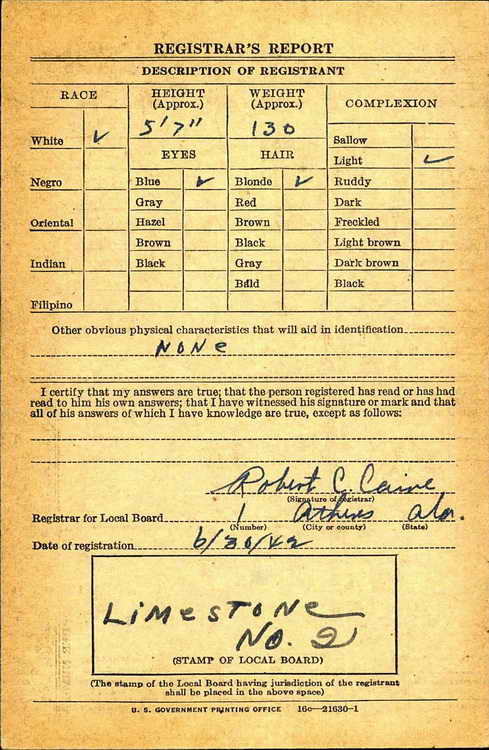 REGISTRAR'S REPORT
DESCRIPTION OF REGISTRANT
RACE
HEIGHT
(Approx.)
WEIGHT
(Approx.)
COMPLEXION
5'7"
130
White ✓
EYES
HAIR
Sallow
Light ✓
Negro
Blue ✓
Blonde ✓
Ruddy
Gray
Red
Dark
Oriental
Hazel
Brown
Freckled
Brown
Black
Light brown
Indian
Black
Gray
Dark brown
Bald
Black
Filipino
Other obvious physical characteristics that will aid in identification
NONe
I certify that my answers are true; that the person registered has read or has had
read to him his own answers; that I have witnessed his signature or mark and that
all of his answers of which I have knowledge are true, except as follows:
Robert C. Caine
(Signature of registrar)
Registrar for Local Board 1 Athens ala.
(Number) (City or county) (State)
Date of registration 6/30/42
LIMeSTONe
NO. 2
(STAMP OF LOCAL BOARD)
(The stamp of the Local Board having jurisdiction of the registrant
shall be placed in the above space)
U. S. GOVERNMENT PRINTING OFFICE 16c—21630-1